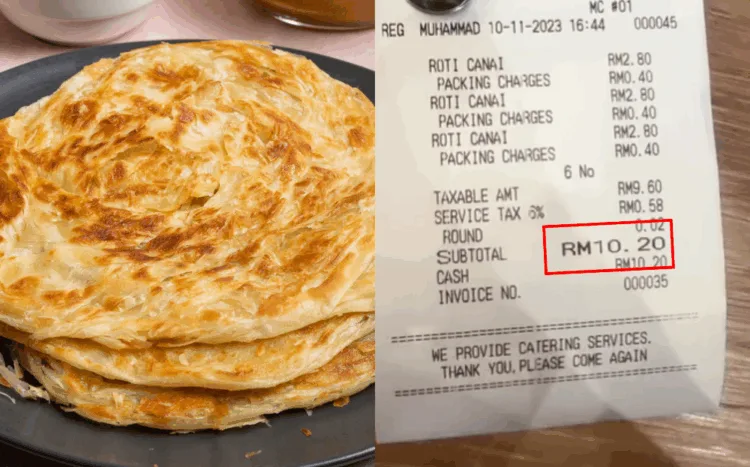 MC #01
REG MUHAMMAD 10-11-2023 16:44 000045
ROTI CANAI RM2.80
PACKING CHARGES RM0.40
ROTI CANAI RM2.80
PACKING CHARGES RM0.40
ROTI CANAI RM2.80
PACKING CHARGES RM0.40
6 No
TAXABLE AMT RM9.60
SERVICE TAX 6% RM0.58
ROUND 0.02
SUBTOTAL RM10.20
CASH RM10.20
INVOICE NO. 000035
WE PROVIDE CATERING SERVICES.
THANK YOU, PLEASE COME AGAIN